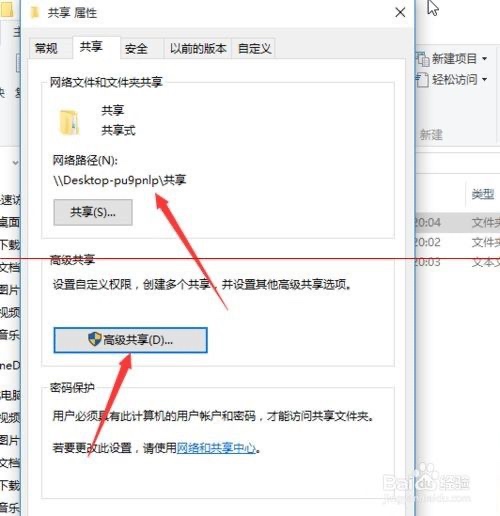 共享 属性
常规 共享 安全 以前的版本 自定义
网络文件和文件夹共享
共享
共享式
网络路径(N):
\\Desktop-pu9pnlp\共享
共享(S)...
高级共享
设置自定义权限，创建多个共享，并设置其他高级共享选项。
高级共享(D)...
密码保护
用户必须具有此计算机的用户帐户和密码，才能访问共享文件夹。
若要更改此设置，请使用网络和共享中心。
新建项目
轻松访问
新建
类型
20:04 文件夹
20:02 文件夹
20:03 文本文
速访
桌面
下载
文档
图片
视频
音乐
neD
电脑
视频
图片
文档
下载
音乐
Baidu 经验
jingyan.baidu.com